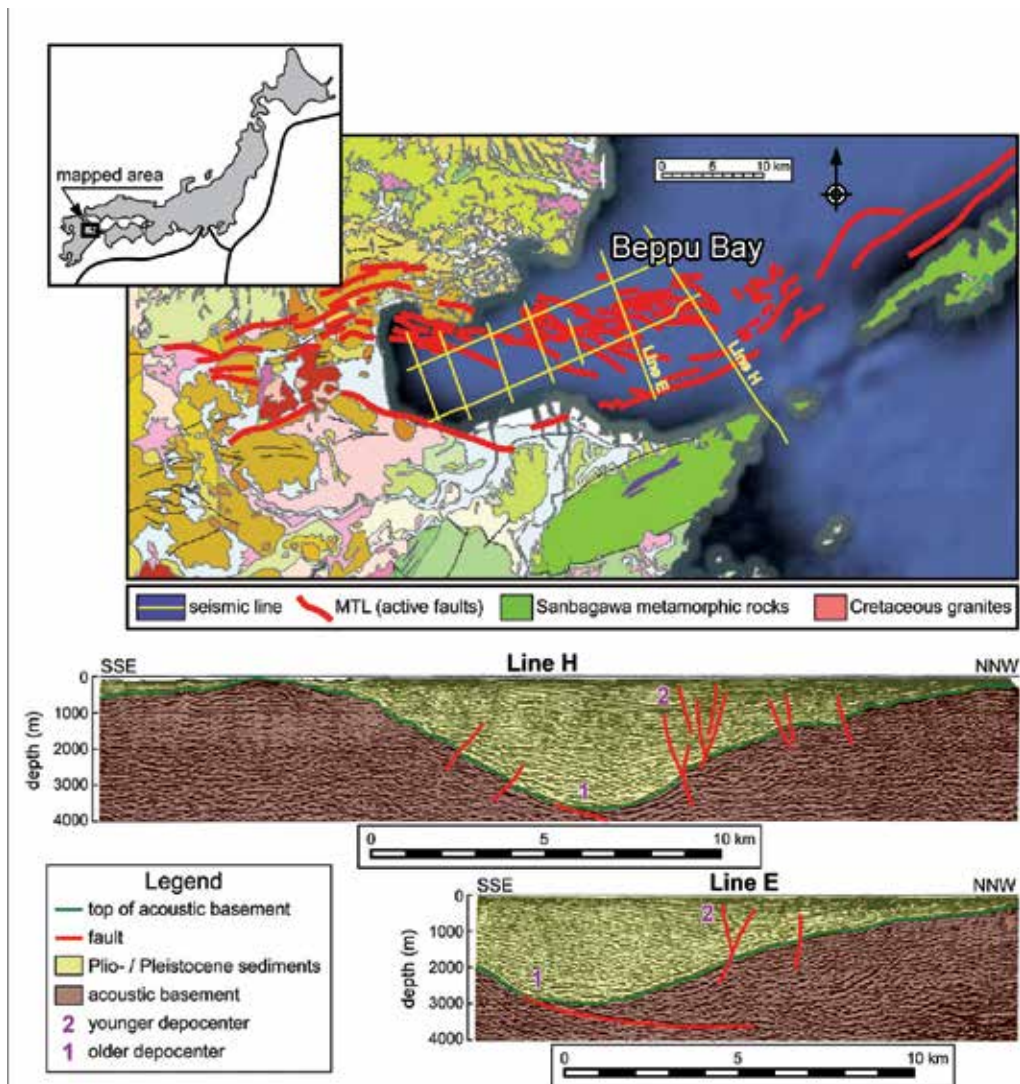 mapped area
0 5 10 km
Beppu Bay
Line E
Line H
seismic line MTL (active faults) Sanbagawa metamorphic rocks Cretaceous granites
SSE Line H NNW
depth (m)
0
1000
2000
3000
4000
2
1
0 5 10 km
Legend
top of acoustic basement
fault
Plio- / Pleistocene sediments
acoustic basement
2 younger depocenter
1 older depocenter
SSE Line E NNW
depth (m)
0
1000
2000
3000
4000
2
1
0 5 10 km